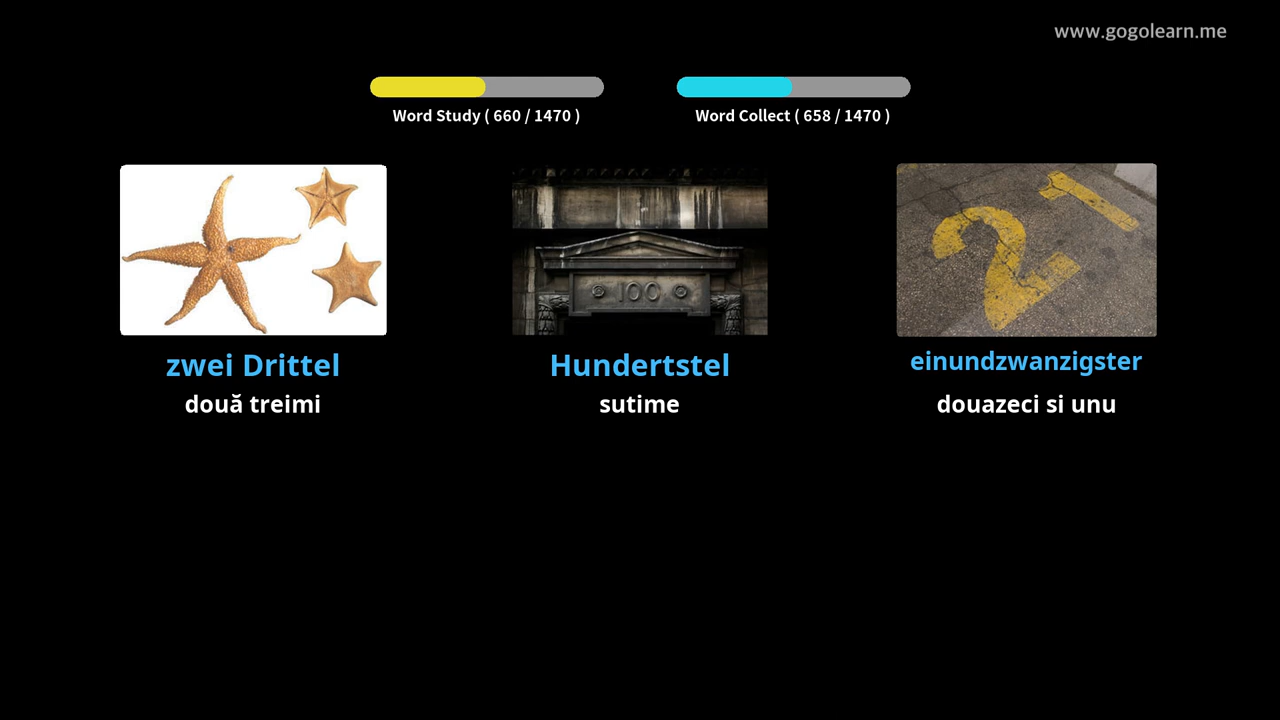 www.gogolearn.me
Word Study ( 660 / 1470 )
Word Collect ( 658 / 1470 )
100
21
zwei Drittel
două treimi
Hundertstel
sutime
einundzwanzigster
douazeci si unu